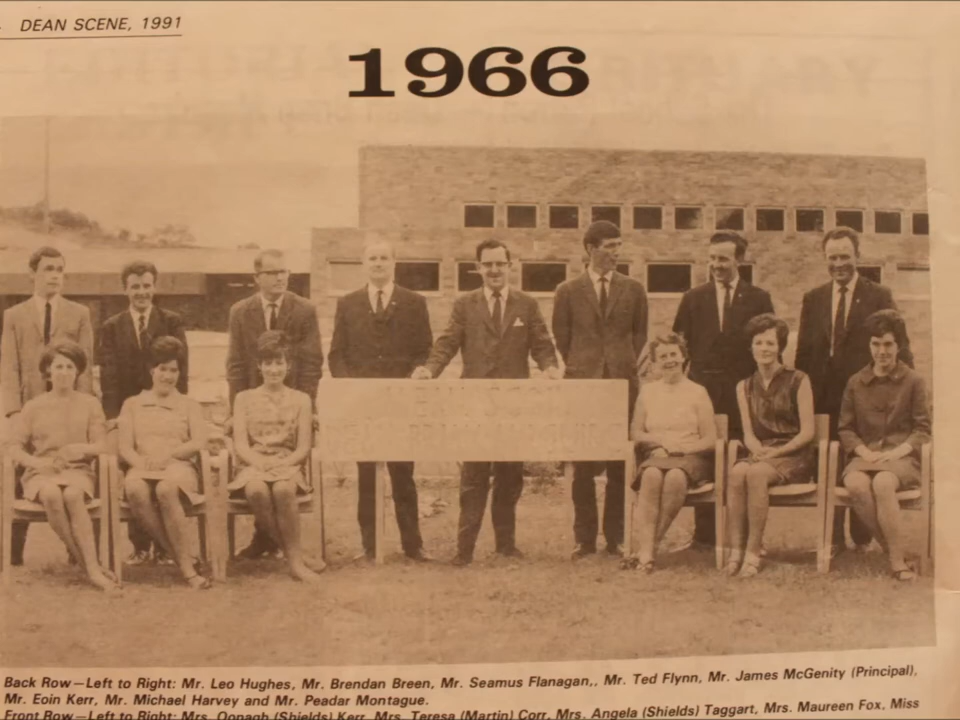 DEAN SCENE, 1991
1966
Back Row—Left to Right: Mr. Leo Hughes, Mr. Brendan Breen, Mr. Seamus Flanagan,, Mr. Ted Flynn, Mr. James McGenity (Principal),
Mr. Eoin Kerr, Mr. Michael Harvey and Mr. Peadar Montague.
Front Row—Left to Right: Mrs. Oonagh (Shields) Kerr, Mrs. Teresa (Martin) Corr, Mrs. Angela (Shields) Taggart, Mrs. Maureen Fox, Miss